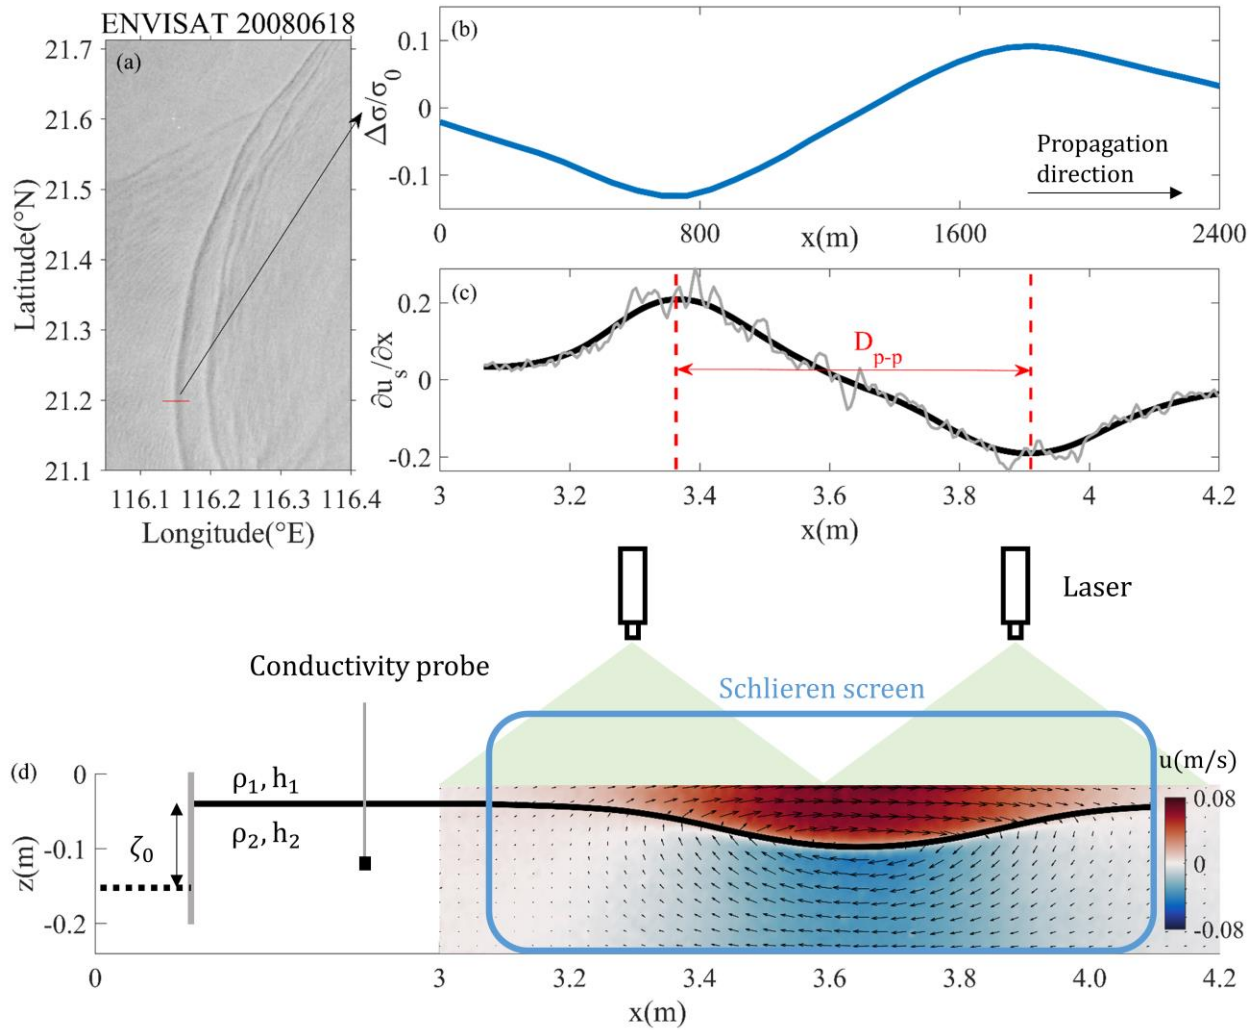 ENVISAT 20080618
(a)
21.7
21.6
21.5
21.4
21.3
21.2
21.1
Latitude(°N)
116.1 116.2 116.3 116.4
Longitude(°E)
(b)
0.1
0
-0.1
Δσ/σ0
Propagation
direction
0 800 1600 2400
x(m)
(c)
0.2
0
-0.2
∂us/∂x
Dp-p
3 3.2 3.4 3.6 3.8 4 4.2
x(m)
Laser
Conductivity probe
Schlieren screen
(d)
0
-0.1
-0.2
z(m)
ρ1, h1
ρ2, h2
ζ0
u(m/s)
0.08
0
-0.08
0 3 3.2 3.4 3.6 3.8 4.0 4.2
x(m)